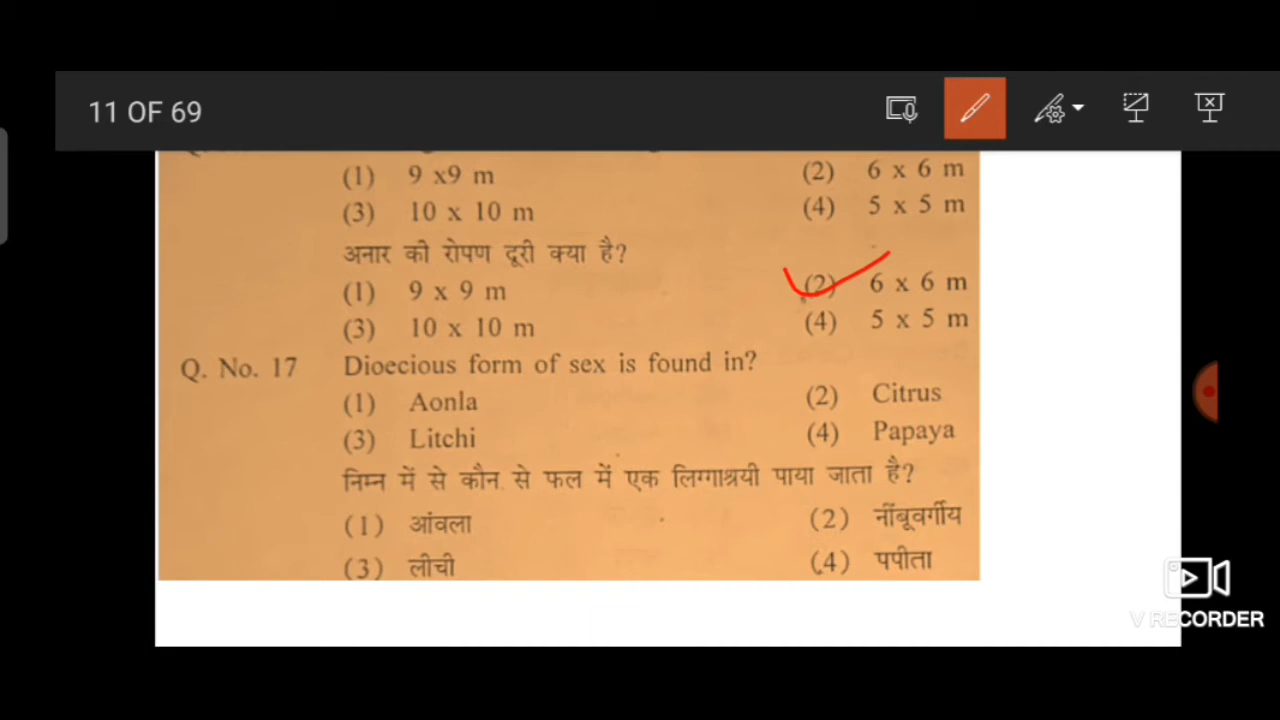 11 OF 69
(1) 9 x9 m (2) 6 x 6 m
(3) 10 x 10 m (4) 5 x 5 m
अनार की रोपण दूरी क्या है?
(1) 9 x 9 m (2) 6 x 6 m
(3) 10 x 10 m (4) 5 x 5 m
Q. No. 17 Dioecious form of sex is found in?
(1) Aonla (2) Citrus
(3) Litchi (4) Papaya
निम्न में से कौन से फल में एक लिग्गाश्रयी पाया जाता है?
(1) आंवला (2) नींबूवर्गीय
(3) लीची (4) पपीता
V RECORDER